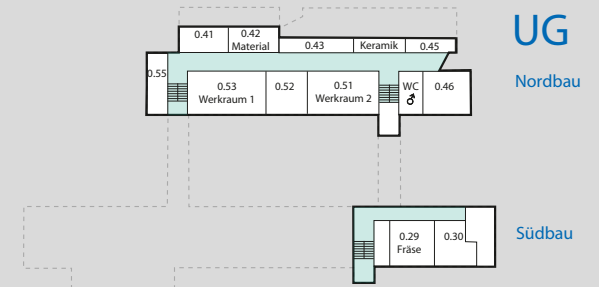 UG
Nordbau
0.41
0.42
Material
0.43
Keramik
0.45
0.55
0.53
Werkraum 1
0.52
0.51
Werkraum 2
WC
0.46
Südbau
0.29
Fräse
0.30